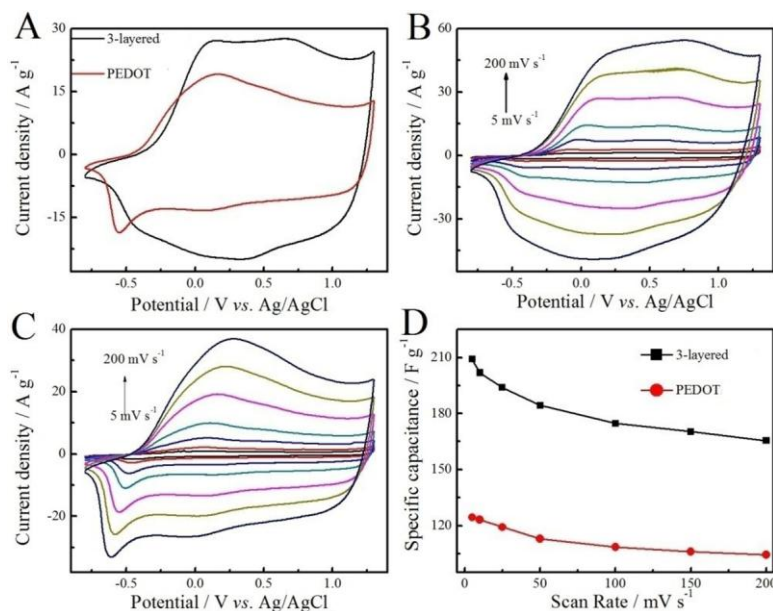 A
30
15
0
-15
3-layered
PEDOT
-0.5 0.0 0.5 1.0
Current density / A g⁻¹
Potential / V vs. Ag/AgCl
B
60
30
0
-30
200 mV s⁻¹
5 mV s⁻¹
-0.5 0.0 0.5 1.0
Current density / A g⁻¹
Potential / V vs. Ag/AgCl
C
40
20
0
-20
200 mV s⁻¹
5 mV s⁻¹
-0.5 0.0 0.5 1.0
Current density / A g⁻¹
Potential / V vs. Ag/AgCl
D
210
180
150
120
3-layered
PEDOT
0 50 100 150 200
Specific capacitance / F g⁻¹
Scan Rate / mV s⁻¹